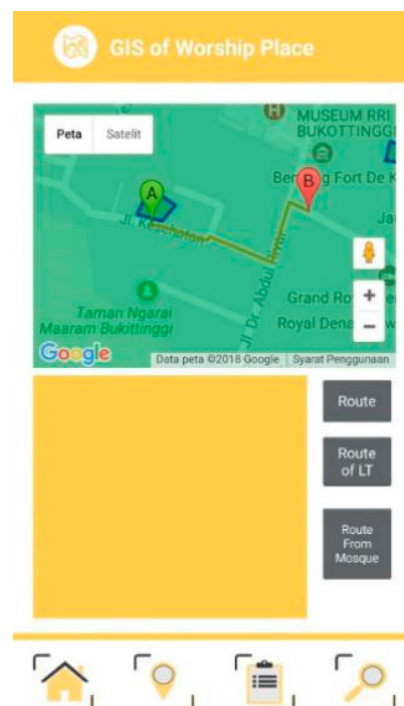 GIS of Worship Place
Peta
Satelit
MUSEUM RRI
BUKOTTINGGI
A
B
Fort De K
Jl. Kesehatan
Ja
Jl. Dr. Abdul Rivai
Taman Ngarai
Maaram Bukittinggi
Grand Ro
Royal Dena
Google
Data peta ©2018 Google
Syarat Penggunaan
Route
Route
of LT
Route
From
Mosque